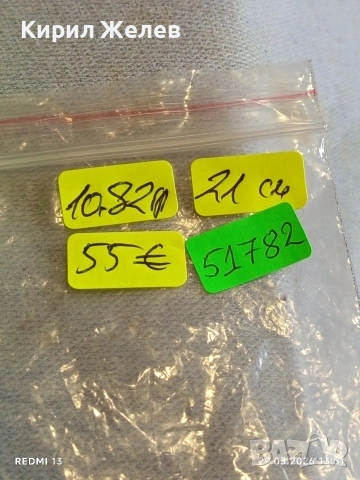 Кирил Желев
10.82гр
21 см
55 €
51782
REDMI 13